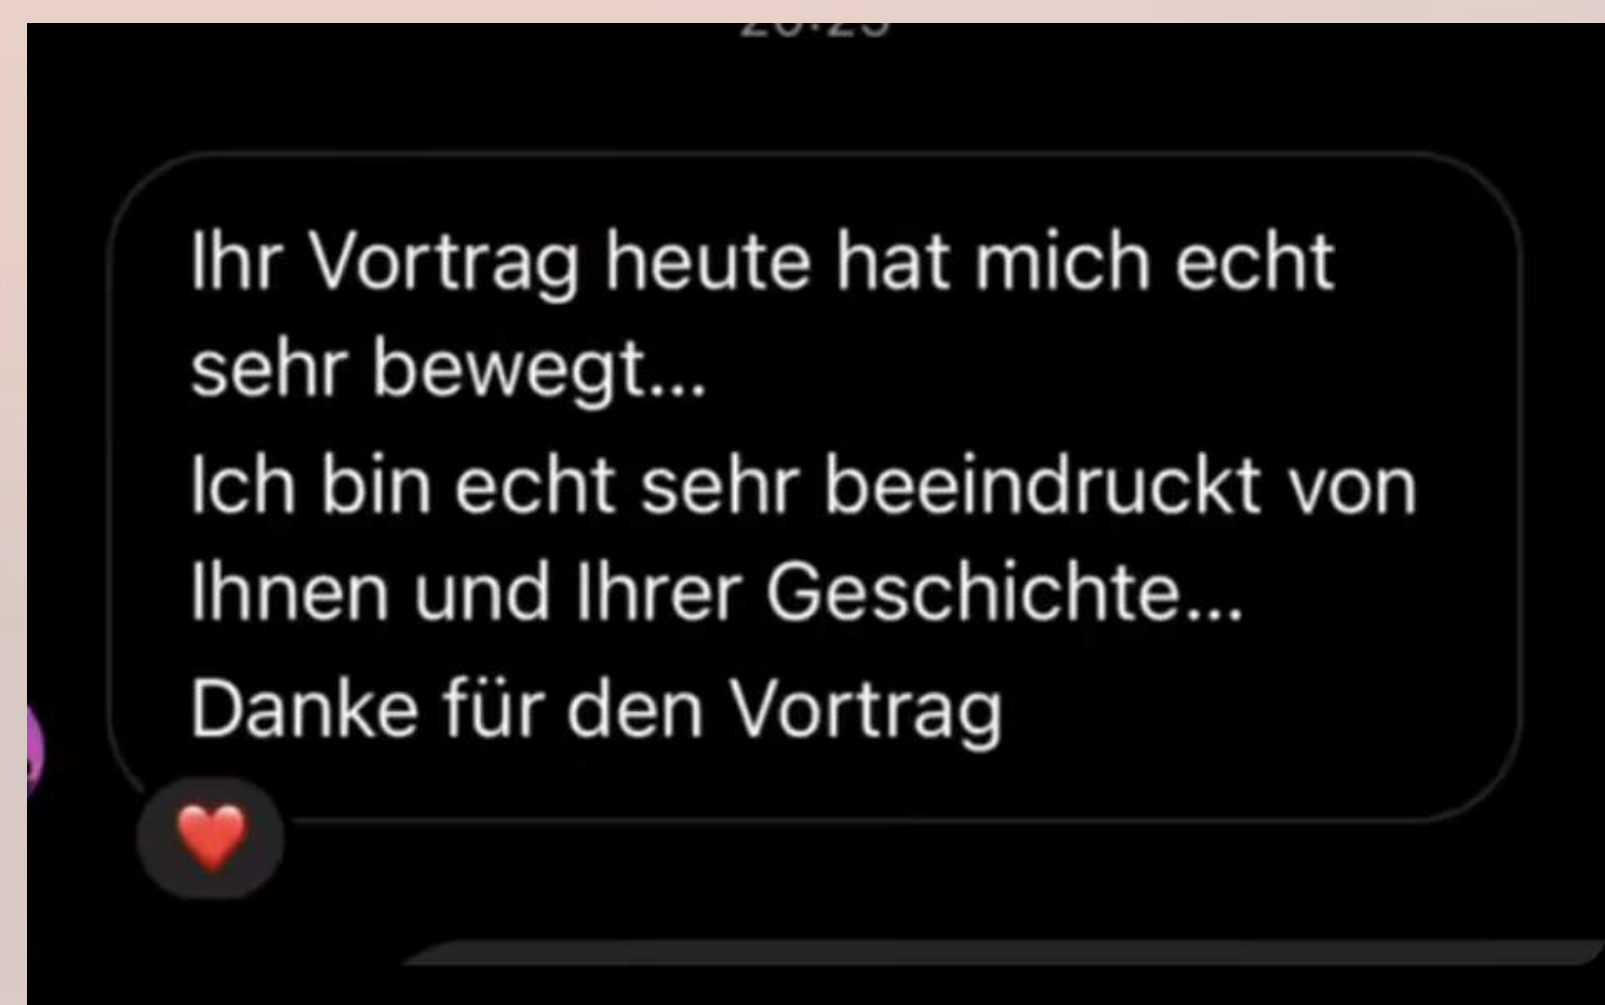 Ihr Vortrag heute hat mich echt
sehr bewegt...
Ich bin echt sehr beeindruckt von
Ihnen und Ihrer Geschichte...
Danke für den Vortrag